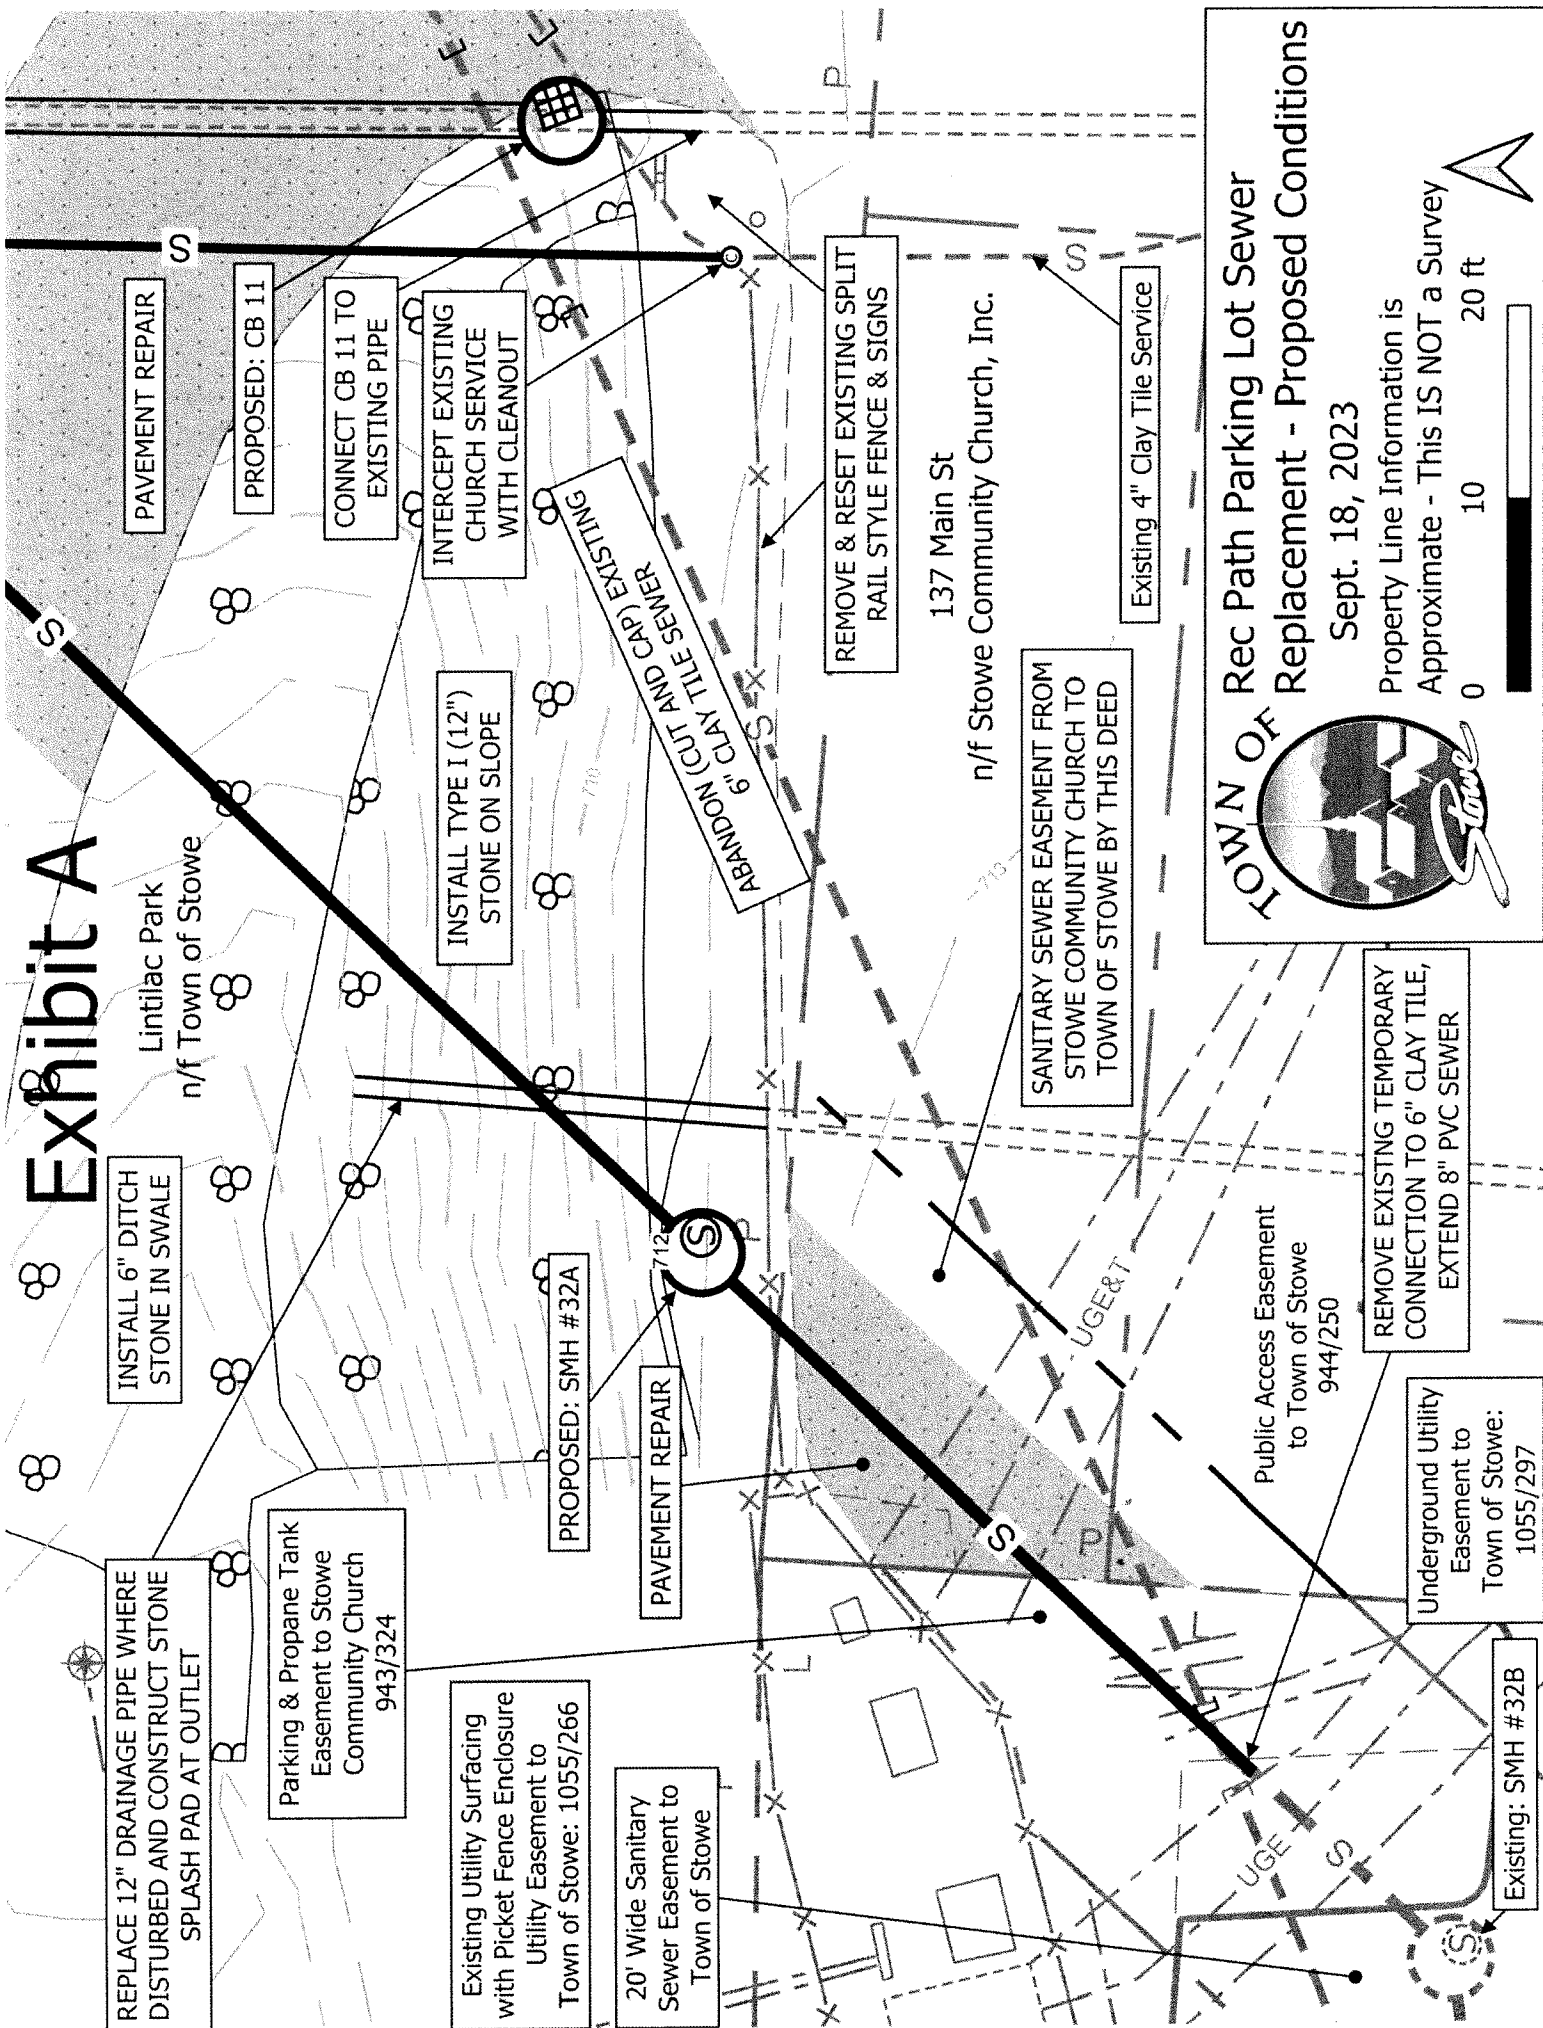 Exhibit A
Lintilac Park
n/f Town of Stowe
REPLACE 12" DRAINAGE PIPE WHERE
DISTURBED AND CONSTRUCT STONE
SPLASH PAD AT OUTLET
INSTALL 6" DITCH
STONE IN SWALE
PAVEMENT REPAIR
PROPOSED: CB 11
CONNECT CB 11 TO
EXISTING PIPE
INTERCEPT EXISTING
CHURCH SERVICE
WITH CLEANOUT
Parking & Propane Tank
Easement to Stowe
Community Church
943/324
INSTALL TYPE I (12")
STONE ON SLOPE
ABANDON (CUT AND CAP) EXISTING
6" CLAY TILE SEWER
PROPOSED: SMH #32A
PAVEMENT REPAIR
Existing Utility Surfacing
with Picket Fence Enclosure
Utility Easement to
Town of Stowe: 1055/266
20' Wide Sanitary
Sewer Easement to
Town of Stowe
REMOVE & RESET EXISTING SPLIT
RAIL STYLE FENCE & SIGNS
137 Main St
n/f Stowe Community Church, Inc.
Existing 4" Clay Tile Service
SANITARY SEWER EASEMENT FROM
STOWE COMMUNITY CHURCH TO
TOWN OF STOWE BY THIS DEED
Public Access Easement
to Town of Stowe
944/250
REMOVE EXISTNG TEMPORARY
CONNECTION TO 6" CLAY TILE,
EXTEND 8" PVC SEWER
Underground Utility
Easement to
Town of Stowe:
1055/297
Existing: SMH #32B
S
S
S
S
S
S
S
S
C
P
P
P
L
L
UGE&T
UGE
710
712
713
TOWN OF
Stowe
Rec Path Parking Lot Sewer
Replacement - Proposed Conditions
Sept. 18, 2023
Property Line Information is
Approximate - This IS NOT a Survey
0 10 20 ft